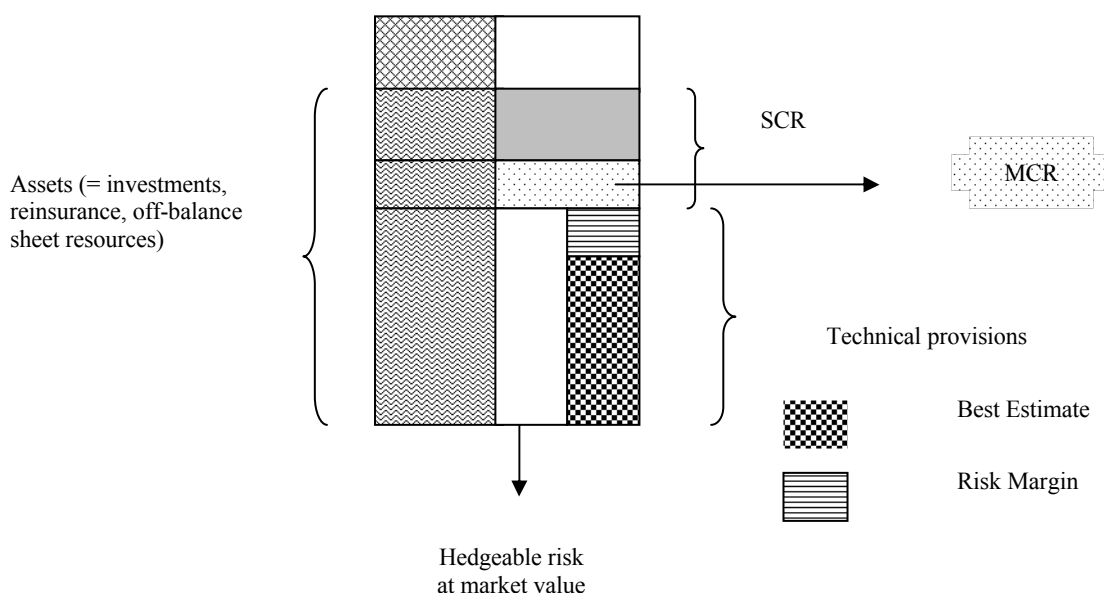 SCR
MCR
Assets (= investments,
reinsurance, off-balance
sheet resources)
Technical provisions
Best Estimate
Risk Margin
Hedgeable risk
at market value